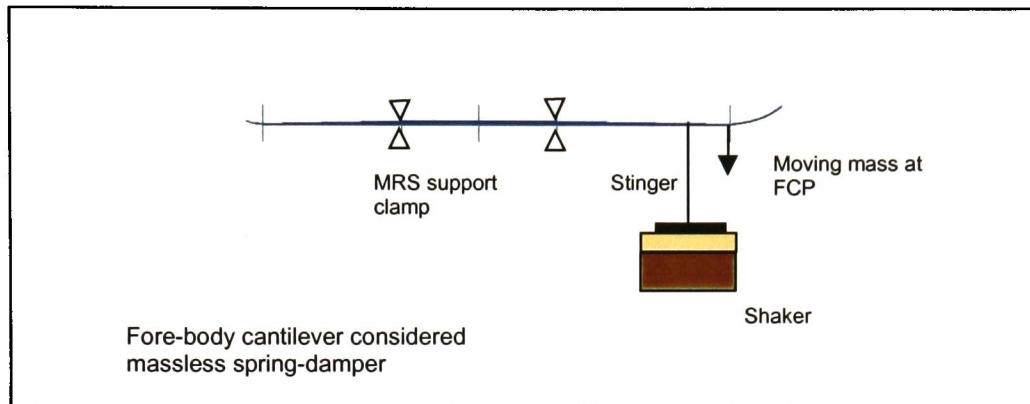 MRS support
clamp
Stinger
Moving mass at
FCP
Shaker
Fore-body cantilever considered
massless spring-damper